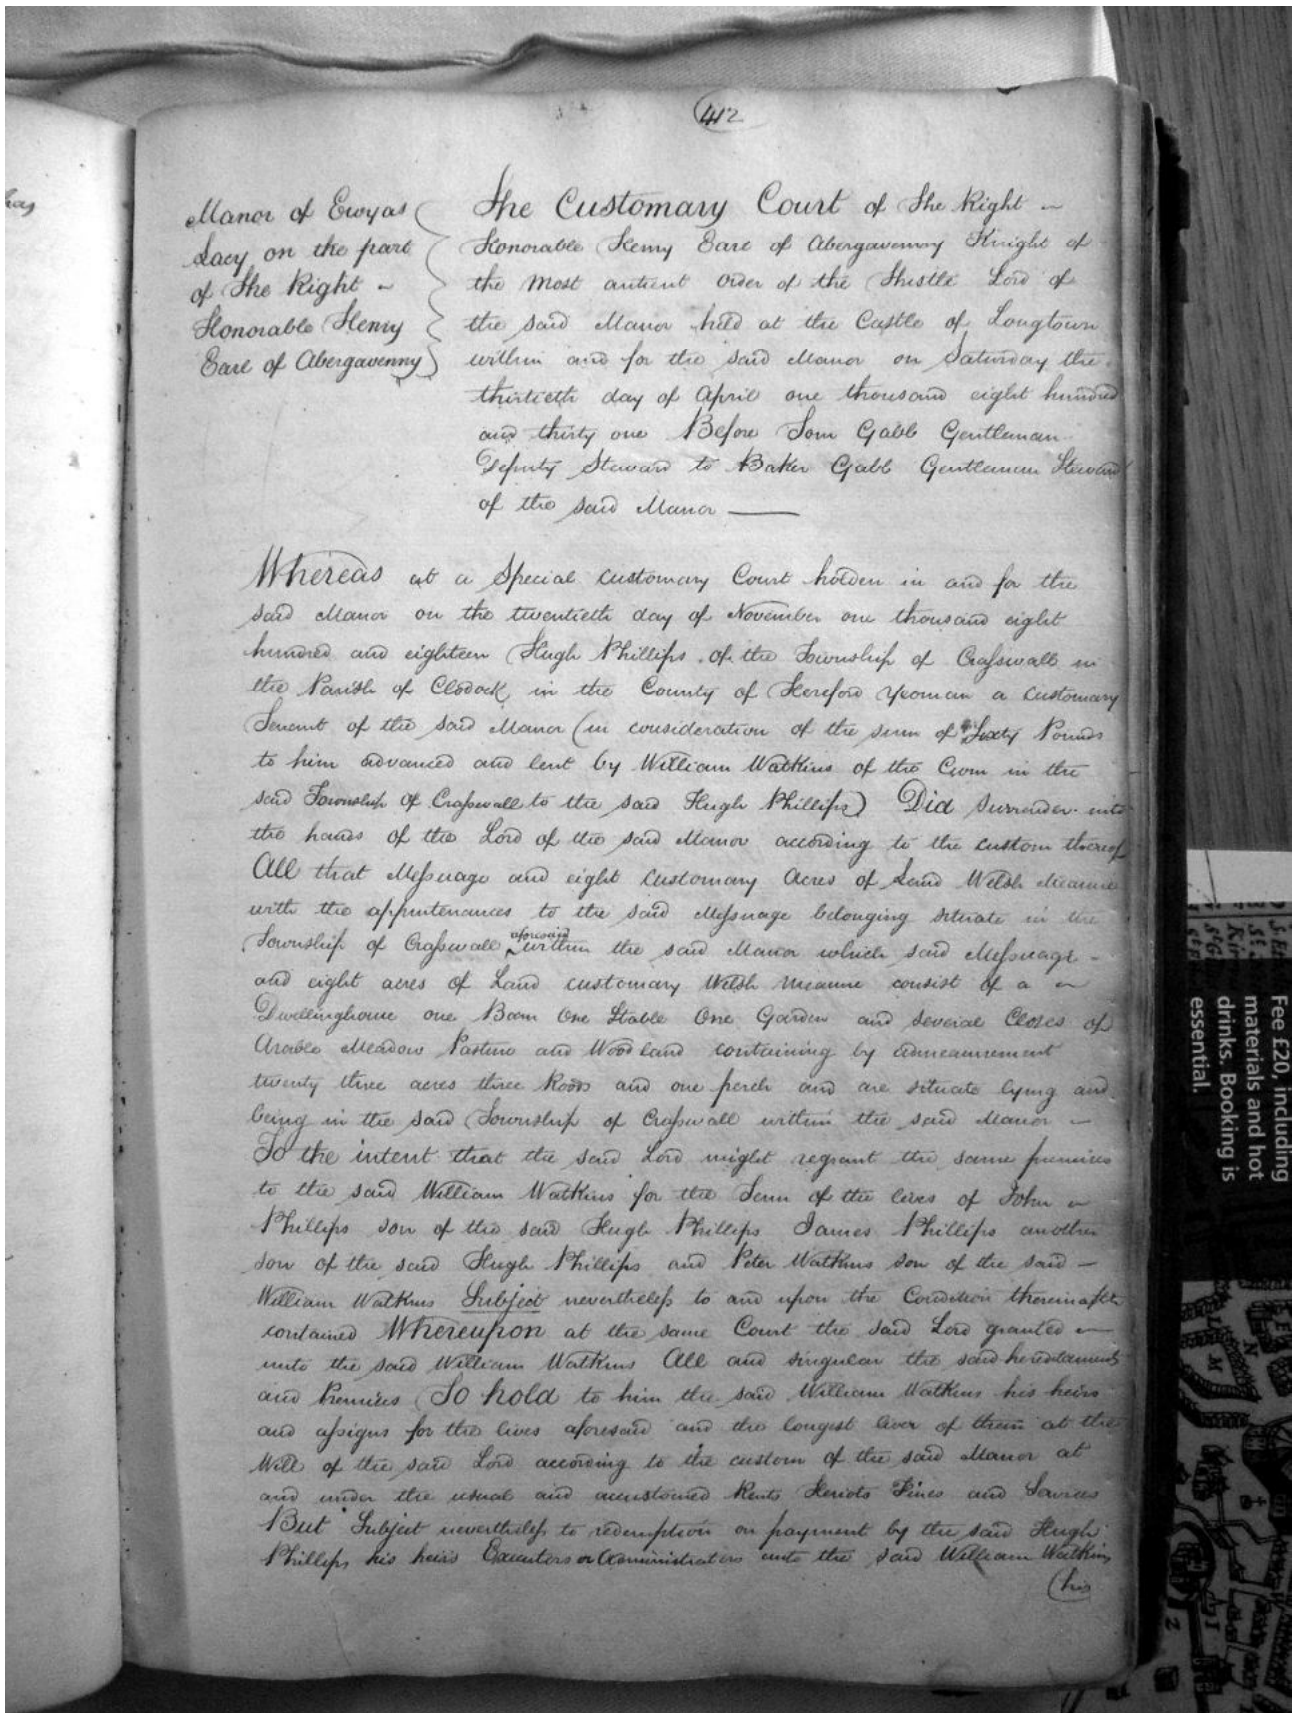 412
Manor of Ewyas
Lacy on the part
of The Right -
Honorable Henry
Earl of Abergavenny
The Customary Court of The Right -
Honorable Henry Earl of Abergavenny Knight of
the Most antient Order of the Thistle Lord of
the said Manor held at the Castle of Longtown
within and for the said Manor on Saturday the
thirtieth day of April one thousand eight hundred
and thirty one Before Tom Gabb Gentleman
Deputy Steward to Baker Gabb Gentleman Steward
of the said Manor
Whereas at a Special Customary Court holden in and for the
said Manor on the twentieth day of November one thousand eight
hundred and eighteen Hugh Phillips of the Township of Crasswall in
the Parish of Clodock in the County of Hereford Yeoman a customary
Tenant of the said Manor (in consideration of the sum of Sixty Pounds
to him advanced and lent by William Watkins of the Cwm in the
said Township of Crasswall to the said Hugh Phillips) Did surrender into
the hands of the Lord of the said Manor according to the custom thereof
All that Messuage and eight customary Acres of Land Welsh Measure
with the appurtenances to the said Messuage belonging situate in the
Township of Crasswall aforesaid within the said Manor which said Messuage -
and eight acres of Land customary Welsh measure consist of a -
Dwellinghouse one Barn One Stable One Garden and several Closes of
Arable Meadow Pasture and Woodland containing by admeasurement
twenty three acres three Roods and one perch and are situate lying and
being in the said Township of Crasswall within the said Manor -
To the intent that the said Lord might regrant the same premises
to the said William Watkins for the Term of the lives of John -
Phillips son of the said Hugh Phillips James Phillips another
son of the said Hugh Phillips and Peter Watkins son of the said -
William Watkins Subject nevertheless to and upon the Condition thereinafter
contained Whereupon at the same Court the said Lord granted -
unto the said William Watkins All and singular the said hereditaments
and Premises To hold to him the said William Watkins his heirs
and assigns for the lives aforesaid and the longest liver of them at the
Will of the said Lord according to the custom of the said Manor at
and under the usual and accustomed Rents Heriots Fines and Services
But Subject nevertheless to redemption on payment by the said Hugh
Phillips his heirs Executors or Administrators unto the said William Watkins
(his
Fee £20, including
materials and hot
drinks. Booking is
essential.